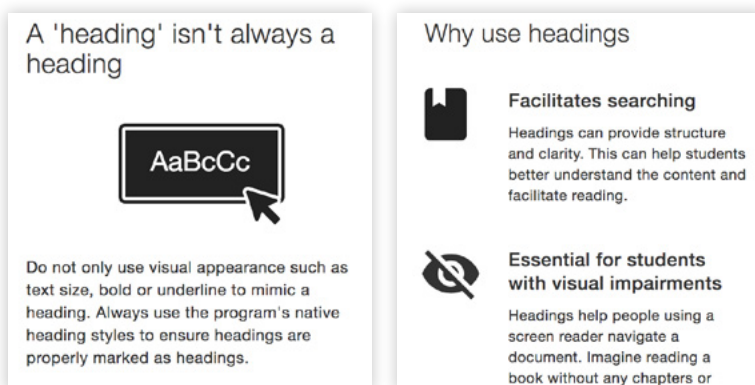 A 'heading' isn't always a
heading
AaBbCc
Do not only use visual appearance such as
text size, bold or underline to mimic a
heading. Always use the program's native
heading styles to ensure headings are
properly marked as headings.
Why use headings
Facilitates searching
Headings can provide structure
and clarity. This can help students
better understand the content and
facilitate reading.
Essential for students
with visual impairments
Headings help people using a
screen reader navigate a
document. Imagine reading a
book without any chapters or